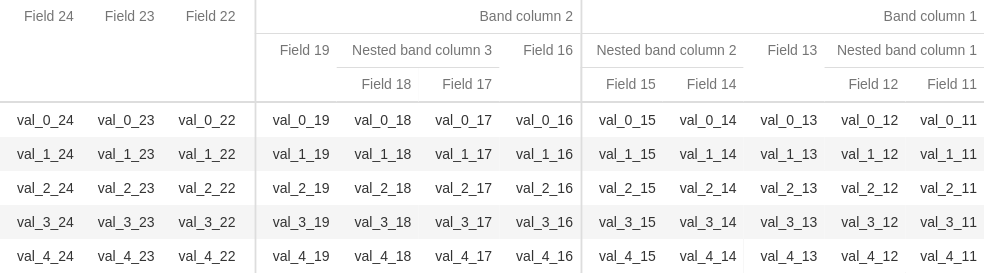 Field 24 Field 23 Field 22 Band column 2 Band column 1
Field 19 Nested band column 3 Field 16 Nested band column 2 Field 13 Nested band column 1
Field 18 Field 17 Field 15 Field 14 Field 12 Field 11
val_0_24 val_0_23 val_0_22 val_0_19 val_0_18 val_0_17 val_0_16 val_0_15 val_0_14 val_0_13 val_0_12 val_0_11
val_1_24 val_1_23 val_1_22 val_1_19 val_1_18 val_1_17 val_1_16 val_1_15 val_1_14 val_1_13 val_1_12 val_1_11
val_2_24 val_2_23 val_2_22 val_2_19 val_2_18 val_2_17 val_2_16 val_2_15 val_2_14 val_2_13 val_2_12 val_2_11
val_3_24 val_3_23 val_3_22 val_3_19 val_3_18 val_3_17 val_3_16 val_3_15 val_3_14 val_3_13 val_3_12 val_3_11
val_4_24 val_4_23 val_4_22 val_4_19 val_4_18 val_4_17 val_4_16 val_4_15 val_4_14 val_4_13 val_4_12 val_4_11